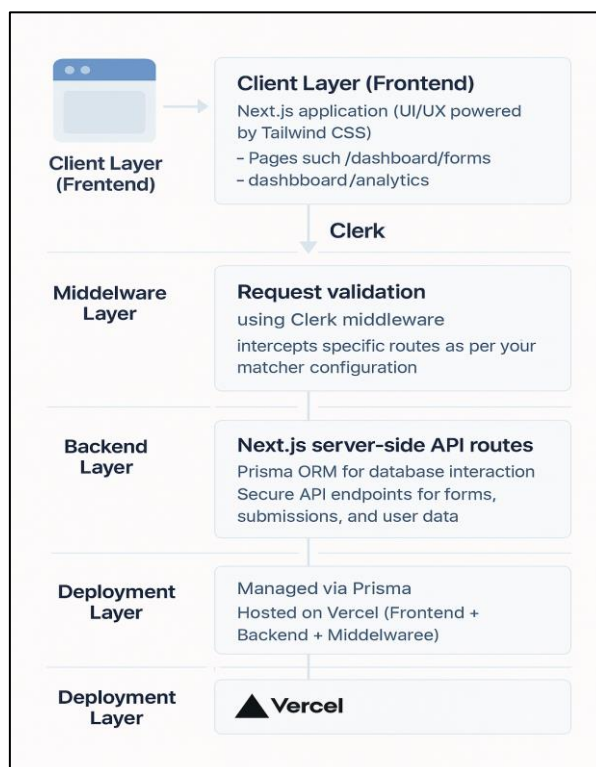 Client Layer
(Frentend)
Client Layer (Frontend)
Next.js application (UI/UX powered
by Tailwind CSS)
– Pages such /dashboard/forms
– dashbboard/analytics
Clerk
Middelware
Layer
Request validation
using Clerk middleware
intercepts specific routes as per your
matcher configuration
Backend
Layer
Next.js server-side API routes
Prisma ORM for database interaction
Secure API endpoints for forms,
submissions, and user data
Deployment
Layer
Managed via Prisma
Hosted on Vercel (Frontend +
Backend + Middlewaree)
Deployment
Layer
Vercel